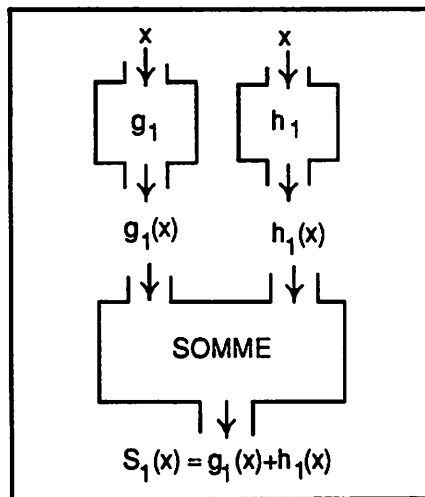 x x
g₁ h₁
g₁(x) h₁(x)
SOMME
S₁(x) = g₁(x)+h₁(x)